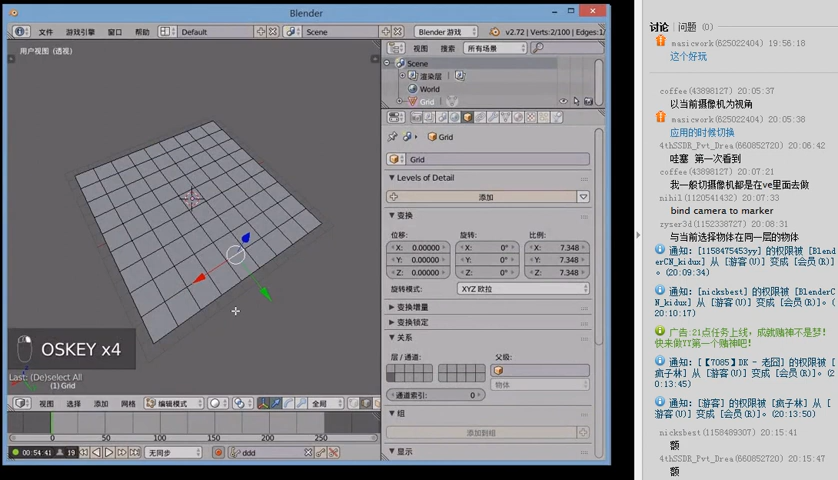 Blender
文件
游戏引擎
窗口
帮助
Default
Scene
Blender 游戏
v2.72 | Verts:2/100 | Edges:1/
用户视图 (透视)
视图
搜索
所有场景
Scene
渲染层
World
Grid
Grid
Grid
Levels of Detail
添加
变换
位移:
旋转:
比例:
X: 0.00000
X: 0°
X: 7.348
Y: 0.00000
Y: 0°
Y: 7.348
Z: 0.00000
Z: 0°
Z: 7.348
旋转模式:
XYZ 欧拉
变换增量
变换锁定
关系
层 / 通道:
父级:
物体
通道索引: 0
组
添加到组
显示
OSKEY x4
Last: (De)select All
(1) Grid
视图
选择
添加
网格
编辑模式
全局
0
50
100
150
200
250
00:54:41
19
无同步
ddd
讨论
问题 (0)
masicwork(625022404) 19:56:18
这个好玩
coffee(43898127) 20:05:37
以当前摄像机为视角
masicwork(625022404) 20:05:38
应用的时候切换
4thSSDR_Pvt_Drea(660852720) 20:06:42
哇塞 第一次看到
coffee(43898127) 20:07:21
我一般切摄像机都是在ve里面去做
nihil(1120541432) 20:07:33
bind camera to marker
zyser3d(1152338727) 20:08:31
与当前选择物体在同一层的物体
通知: [1158475453yy] 的权限被 [Blend
erCN_kidux] 从 [游客(U)] 变成 [会员(R)]。
(20:09:34)
通知: [nicksbest] 的权限被 [BlenderC
N_kidux] 从 [游客(U)] 变成 [会员(R)]。
(20:10:17)
广告:21点任务上线，成就赌神不是梦！
快来做YY第一个赌神吧！
通知: [【7085】DK - 老囧] 的权限被
[疯子林] 从 [游客(U)] 变成 [会员(R)]。(2
0:13:45)
通知: [游客] 的权限被 [疯子林] 从
[游客(U)] 变成 [会员(R)]。(20:13:50)
nicksbest(1158489307) 20:15:41
额
4thSSDR_Pvt_Drea(660852720) 20:15:47
额